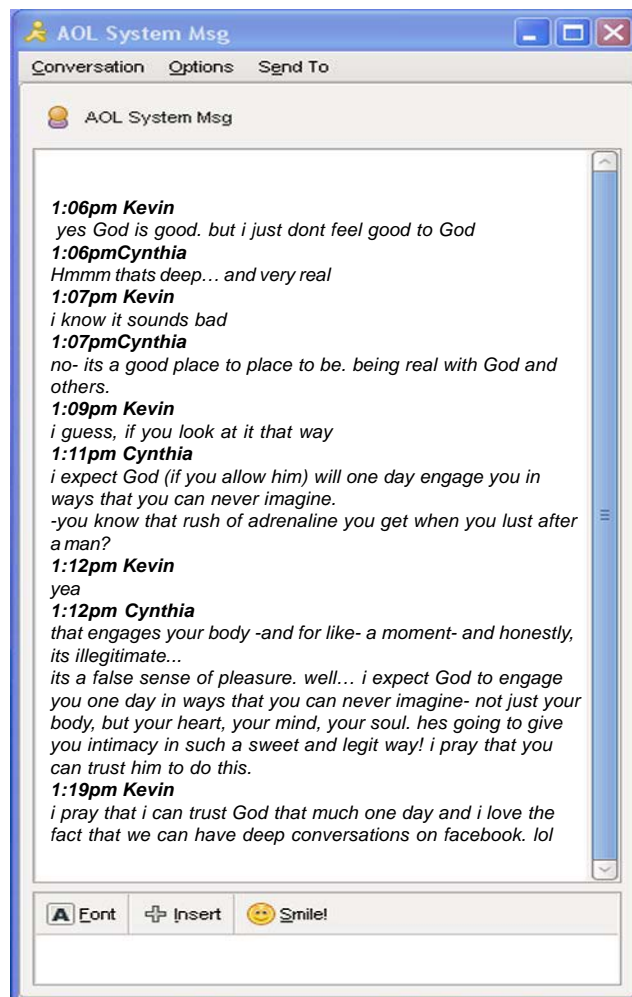 AOL System Msg
Conversation Options Send To
AOL System Msg
1:06pm Kevin
yes God is good. but i just dont feel good to God
1:06pmCynthia
Hmmm thats deep… and very real
1:07pm Kevin
i know it sounds bad
1:07pmCynthia
no- its a good place to place to be. being real with God and
others.
1:09pm Kevin
i guess, if you look at it that way
1:11pm Cynthia
i expect God (if you allow him) will one day engage you in
ways that you can never imagine.
-you know that rush of adrenaline you get when you lust after
a man?
1:12pm Kevin
yea
1:12pm Cynthia
that engages your body -and for like- a moment- and honestly,
its illegitimate...
its a false sense of pleasure. well… i expect God to engage
you one day in ways that you can never imagine- not just your
body, but your heart, your mind, your soul. hes going to give
you intimacy in such a sweet and legit way! i pray that you
can trust him to do this.
1:19pm Kevin
i pray that i can trust God that much one day and i love the
fact that we can have deep conversations on facebook. lol
A Font Insert Smile!